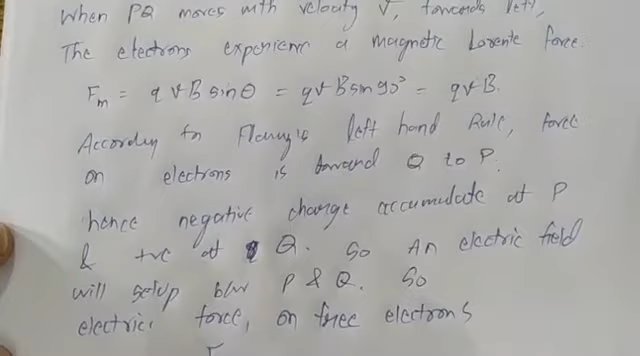 When PQ moves with velocity V, towards left,
The electrons experience a magnetic Lorente force.
Fm = qVB sinθ = qVB sin 90° = qVB.
According to Flemings left hand Rule, force
on electrons is toward Q to P.
hence negative charge accumulate at P
& +ve at Q. So An electric field
will setup b/w P & Q. So
electric force, on free electrons
F